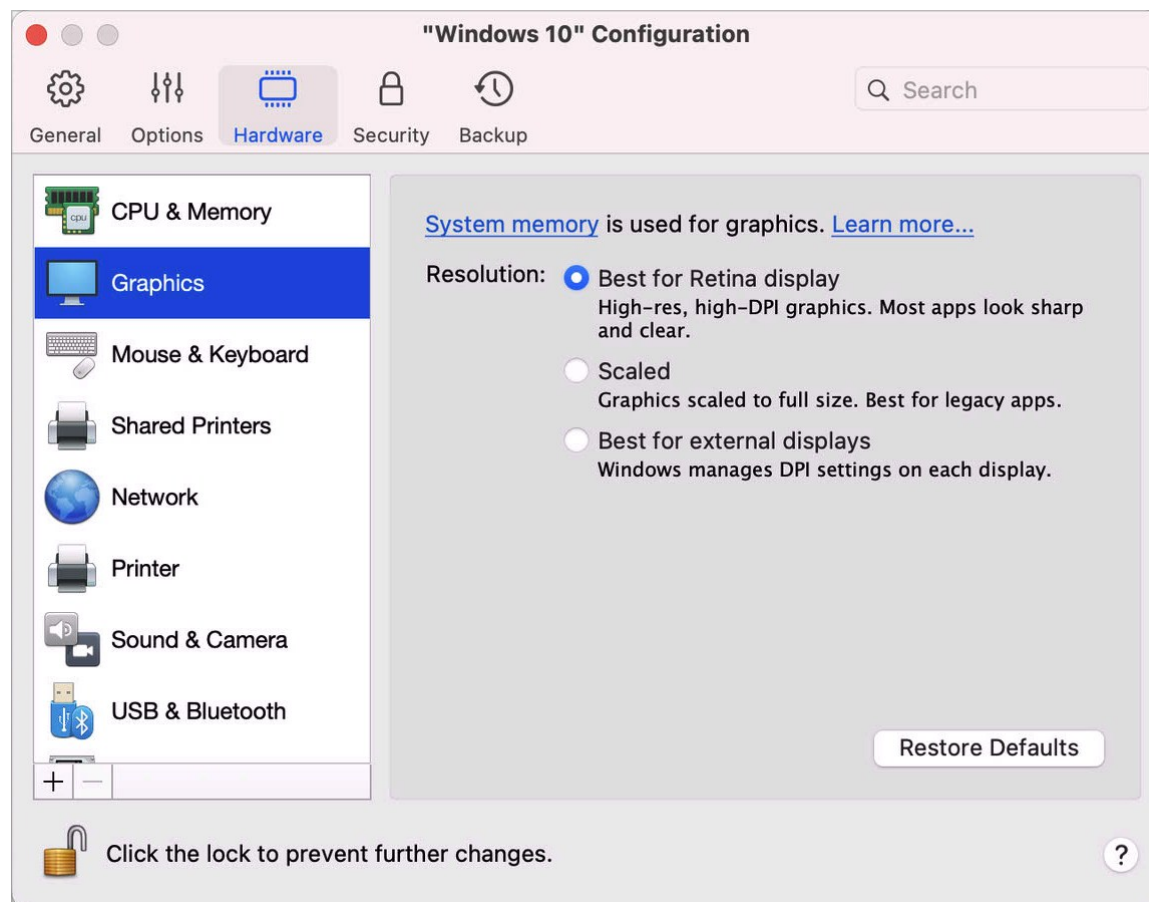 "Windows 10" Configuration
General Options Hardware Security Backup
Search
CPU & Memory
Graphics
Mouse & Keyboard
Shared Printers
Network
Printer
Sound & Camera
USB & Bluetooth
cpu
System memory is used for graphics. Learn more...
Resolution: Best for Retina display
High-res, high-DPI graphics. Most apps look sharp
and clear.
Scaled
Graphics scaled to full size. Best for legacy apps.
Best for external displays
Windows manages DPI settings on each display.
Restore Defaults
+ −
Click the lock to prevent further changes.
?